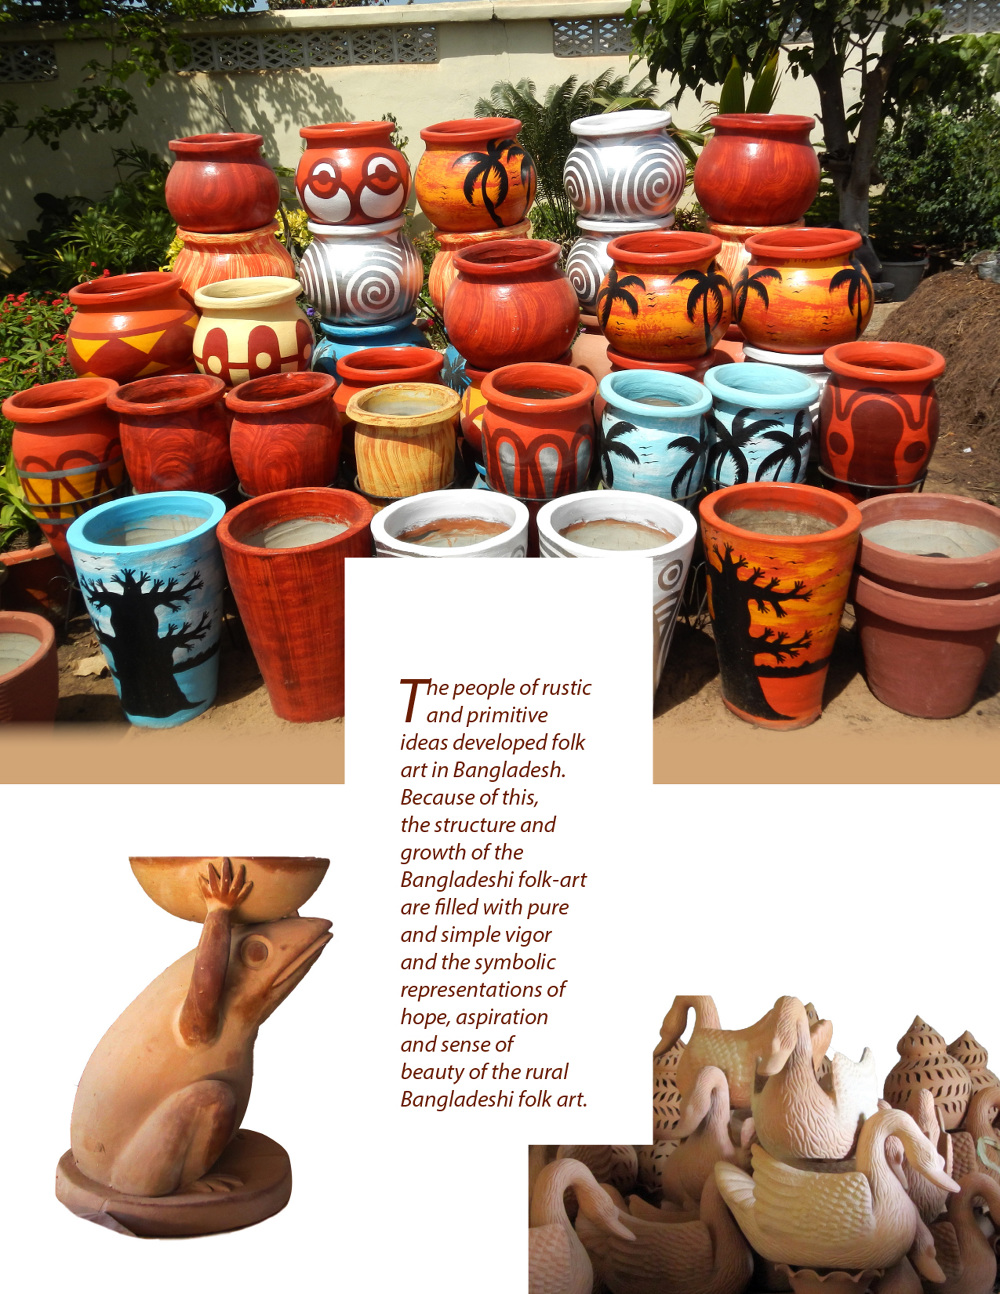 The people of rustic
and primitive
ideas developed folk
art in Bangladesh.
Because of this,
the structure and
growth of the
Bangladeshi folk-art
are filled with pure
and simple vigor
and the symbolic
representations of
hope, aspiration
and sense of
beauty of the rural
Bangladeshi folk art.